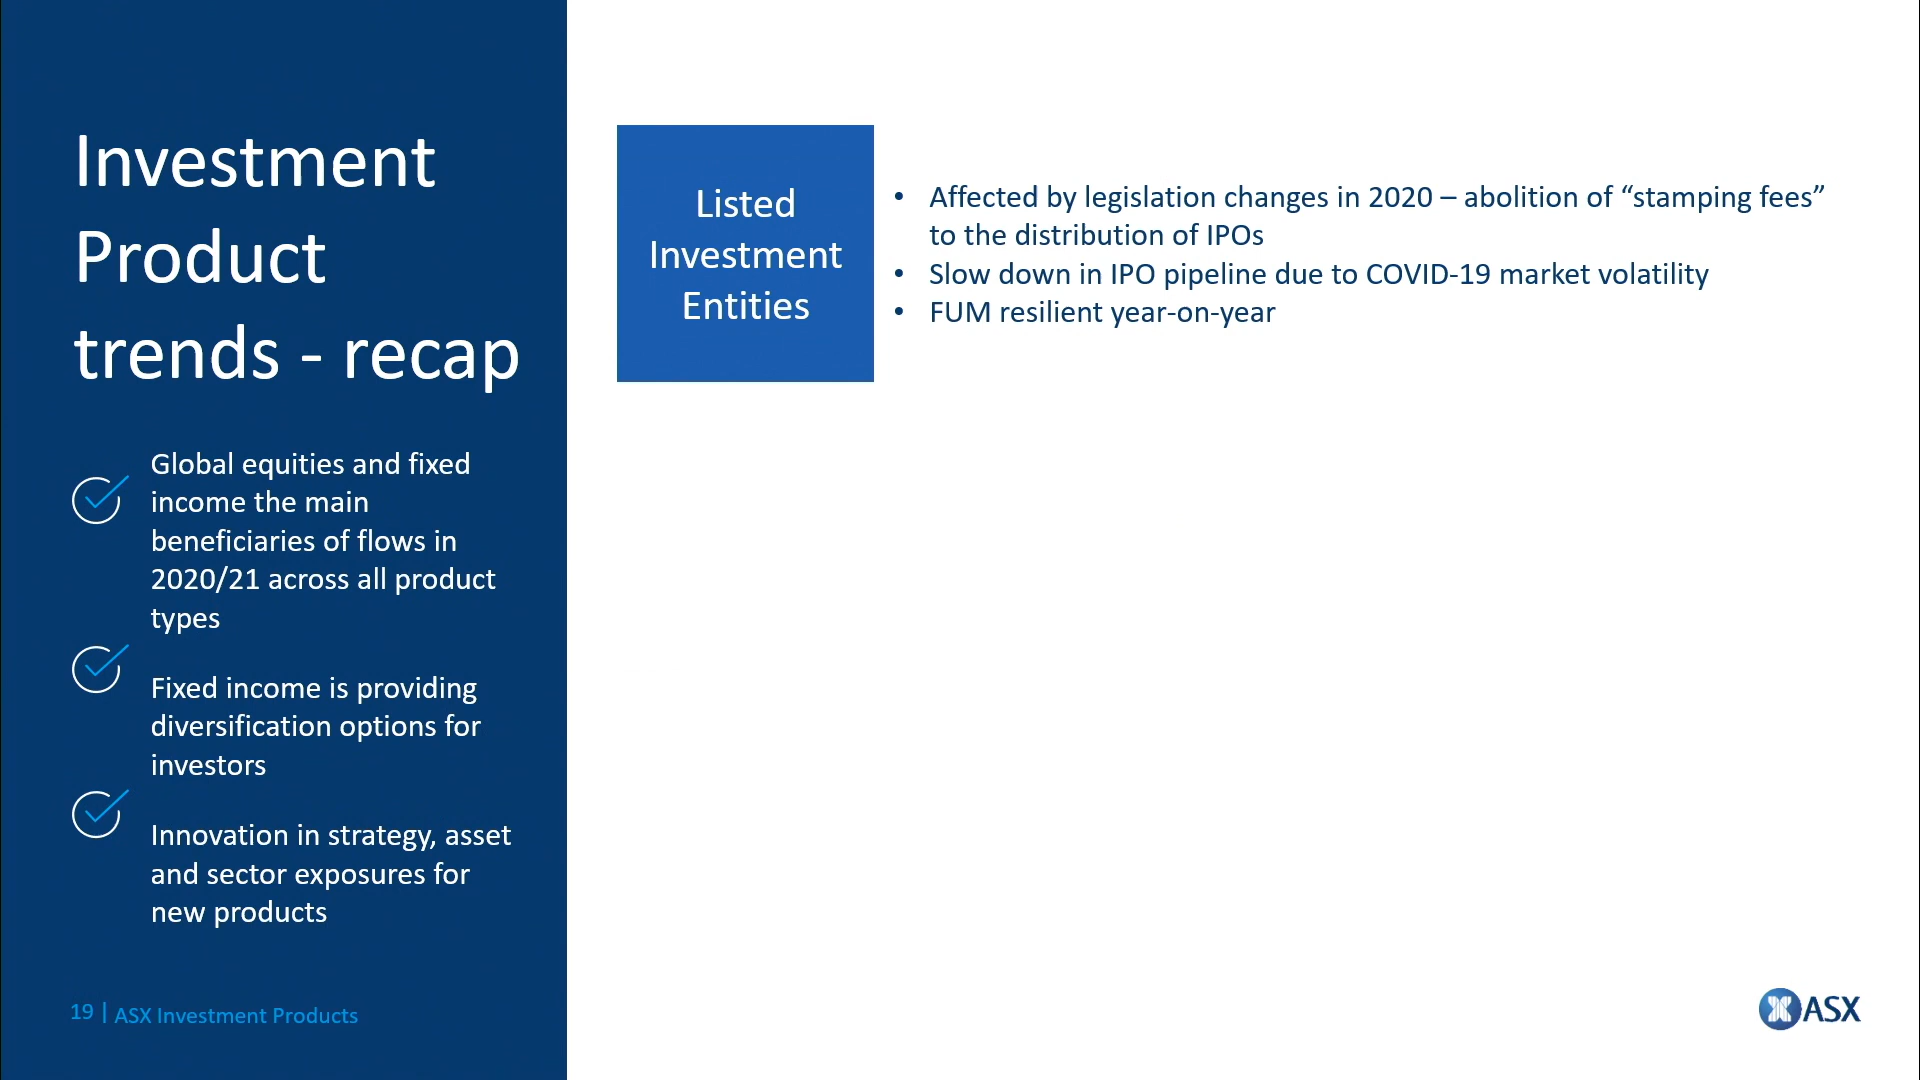 Investment
Product
trends - recap
Global equities and fixed
income the main
beneficiaries of flows in
2020/21 across all product
types
Fixed income is providing
diversification options for
investors
Innovation in strategy, asset
and sector exposures for
new products
19 | ASX Investment Products
Listed
Investment
Entities
• Affected by legislation changes in 2020 – abolition of “stamping fees”
to the distribution of IPOs
• Slow down in IPO pipeline due to COVID-19 market volatility
• FUM resilient year-on-year
ASX